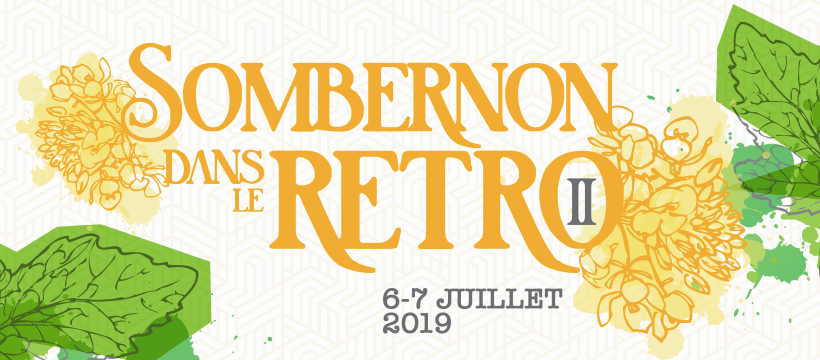 SOMBERNON
DANS
LE
RETRO
II
6-7 JUILLET
2019